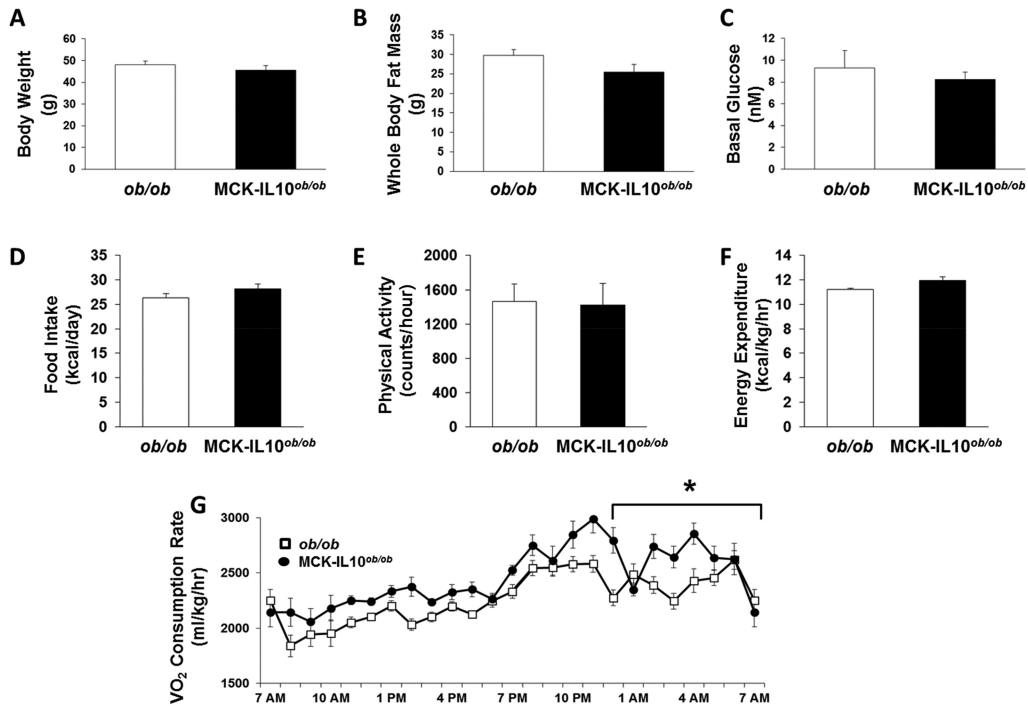 A
Body Weight
(g)
60
50
40
30
20
10
0
ob/ob
MCK-IL10ob/ob
B
Whole Body Fat Mass
(g)
35
30
25
20
15
10
5
0
ob/ob
MCK-IL10ob/ob
C
Basal Glucose
(nM)
12
10
8
6
4
2
0
ob/ob
MCK-IL10ob/ob
D
Food Intake
(kcal/day)
35
30
25
20
15
10
5
0
ob/ob
MCK-IL10ob/ob
E
Physical Activity
(counts/hour)
2000
1600
1200
800
400
0
ob/ob
MCK-IL10ob/ob
F
Energy Expenditure
(kcal/kg/hr)
14
12
10
8
6
4
2
0
ob/ob
MCK-IL10ob/ob
G
VO2 Consumption Rate
(ml/kg/hr)
3000
2500
2000
1500
ob/ob
MCK-IL10ob/ob
*
7 AM 10 AM 1 PM 4 PM 7 PM 10 PM 1 AM 4 AM 7 AM